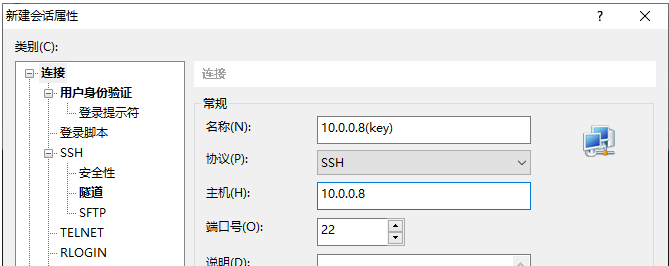 新建会话属性
?
类别(C):
连接
用户身份验证
登录提示符
登录脚本
SSH
安全性
隧道
SFTP
TELNET
RLOGIN
连接
常规
名称(N): 10.0.0.8(key)
协议(P): SSH
主机(H): 10.0.0.8
端口号(O): 22
说明(D):